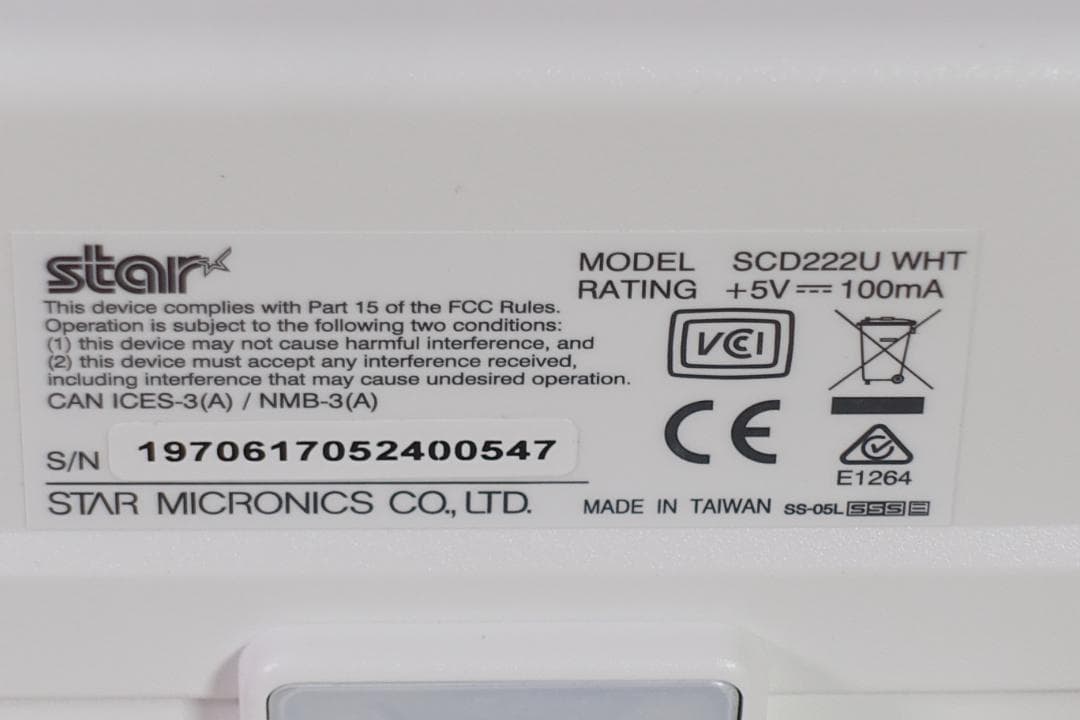 star
This device complies with Part 15 of the FCC Rules.
Operation is subject to the following two conditions:
(1) this device may not cause harmful interference, and
(2) this device must accept any interference received,
including interference that may cause undesired operation.
CAN ICES-3(A) / NMB-3(A)
S/N 1970617052400547
STAR MICRONICS CO., LTD.
MODEL SCD222U WHT
RATING +5V⎓100mA
VCI
CE
E1264
MADE IN TAIWAN SS-05L